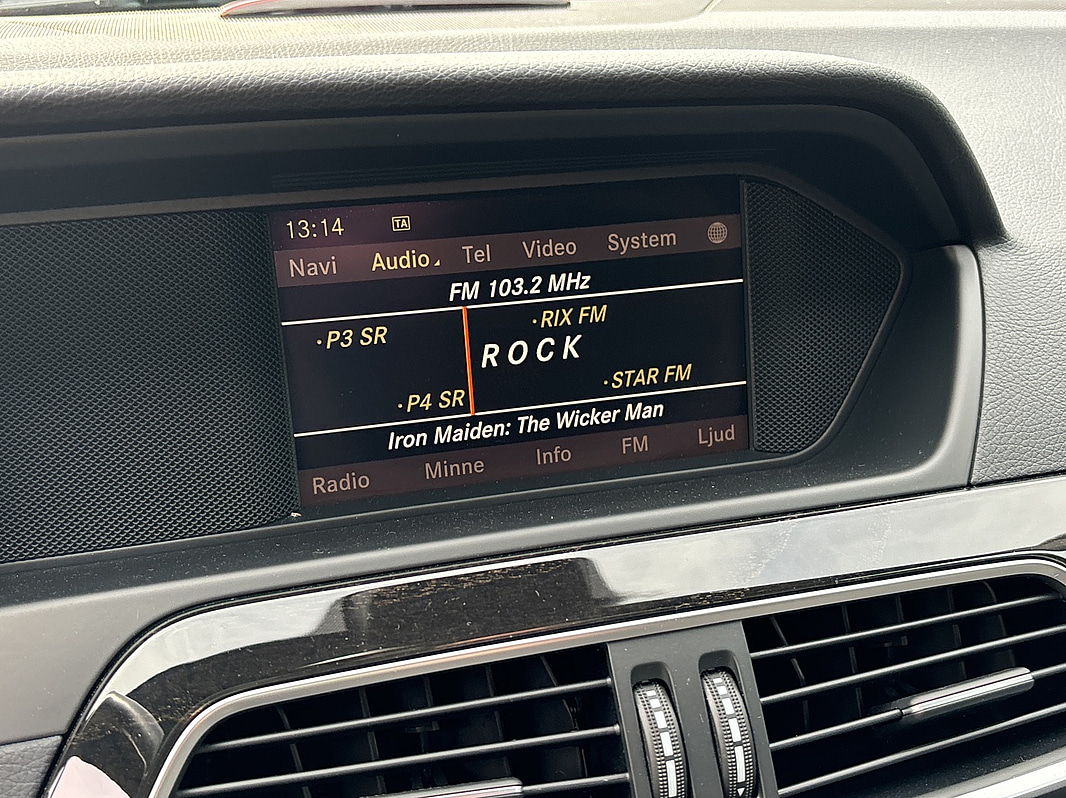 13:14 TA
Navi Audio Tel Video System
FM 103.2 MHz
·P3 SR ·RIX FM
ROCK
·P4 SR ·STAR FM
Iron Maiden: The Wicker Man
Radio Minne Info FM Ljud